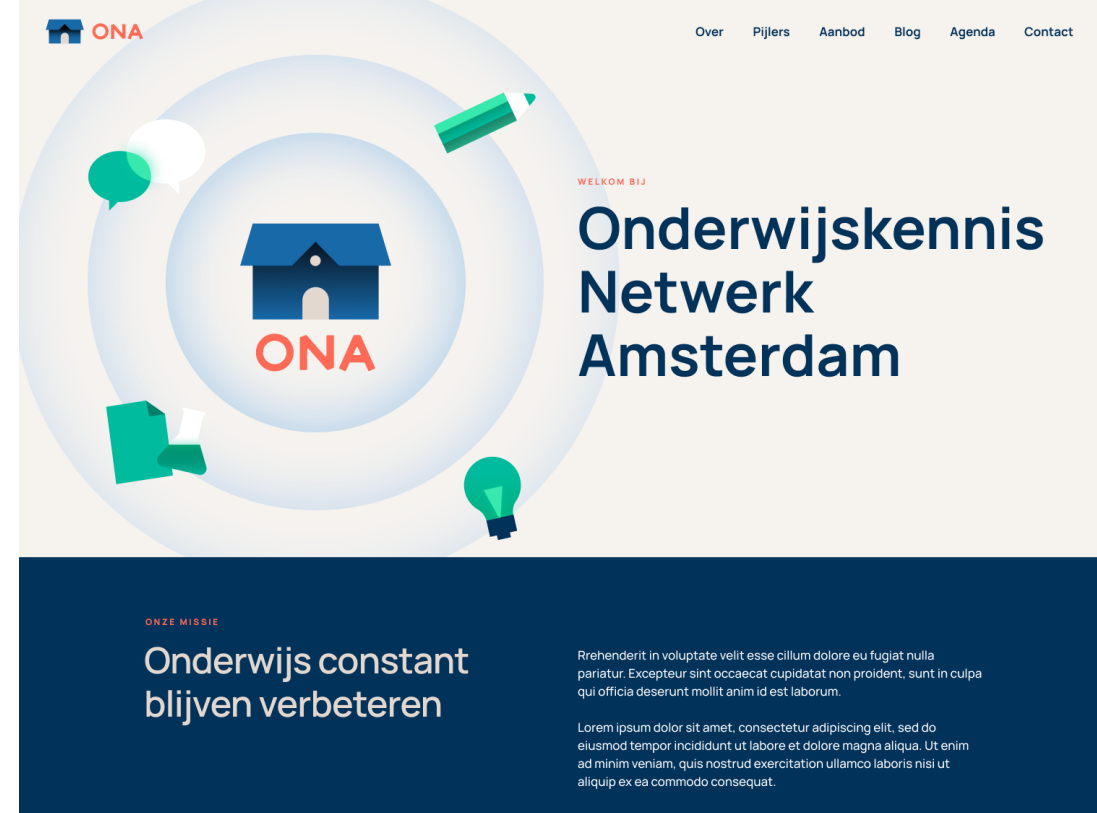 ONA
Over Pijlers Aanbod Blog Agenda Contact
WELKOM BIJ
Onderwijskennis
Netwerk
Amsterdam
ONA
ONZE MISSIE
Onderwijs constant
blijven verbeteren
Rrehenderit in voluptate velit esse cillum dolore eu fugiat nulla
pariatur. Excepteur sint occaecat cupidatat non proident, sunt in culpa
qui officia deserunt mollit anim id est laborum.
Lorem ipsum dolor sit amet, consectetur adipiscing elit, sed do
eiusmod tempor incididunt ut labore et dolore magna aliqua. Ut enim
ad minim veniam, quis nostrud exercitation ullamco laboris nisi ut
aliquip ex ea commodo consequat.